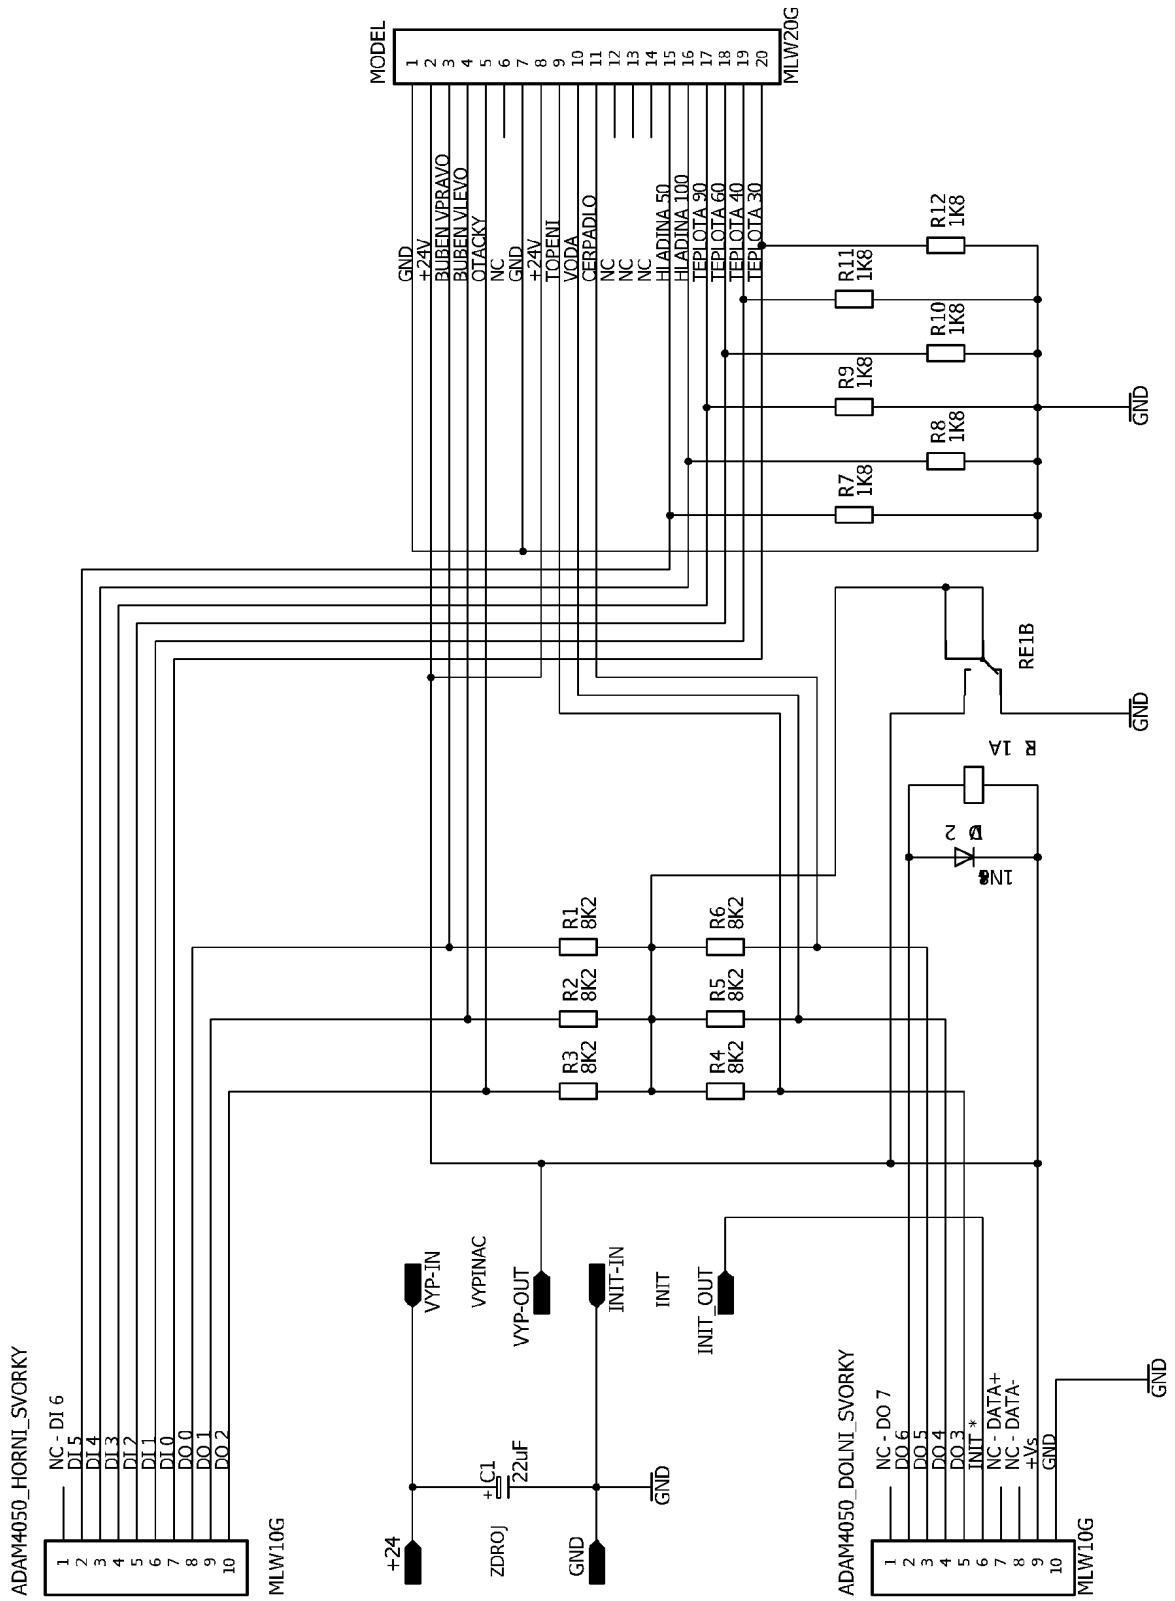 MODEL
1
2
3
4
5
6
7
8
9
10
11
12
13
14
15
16
17
18
19
20
MLW20G
GND
+24V
BUBEN VPRAVO
BUBEN VLEVO
OTACKY
NC
GND
+24V
TOPENI
VODA
CERPADLO
NC
NC
NC
HLADINA 50
HLADINA 100
TEPLOTA 90
TEPLOTA 60
TEPLOTA 40
TEPLOTA 30
R12
1K8
R11
1K8
R10
1K8
R9
1K8
R8
1K8
R7
1K8
GND
RE1B
GND
1A
2
R1
8K2
R6
8K2
R2
8K2
R5
8K2
R3
8K2
R4
8K2
VYP-IN
VYPINAC
VYP-OUT
INIT-IN
INIT
INIT_OUT
ADAM4050_HORNI_SVORKY
NC - DI 6
DI 5
DI 4
DI 3
DI 2
DI 1
DI 0
DO 0
DO 1
DO 2
1
2
3
4
5
6
7
8
9
10
MLW10G
+24
ZDROJ
GND
+
C1
22uF
GND
ADAM4050_DOLNI_SVORKY
NC - DO 7
DO 6
DO 5
DO 4
DO 3
INIT *
NC - DATA+
NC - DATA-
+Vs
GND
1
2
3
4
5
6
7
8
9
10
MLW10G
GND